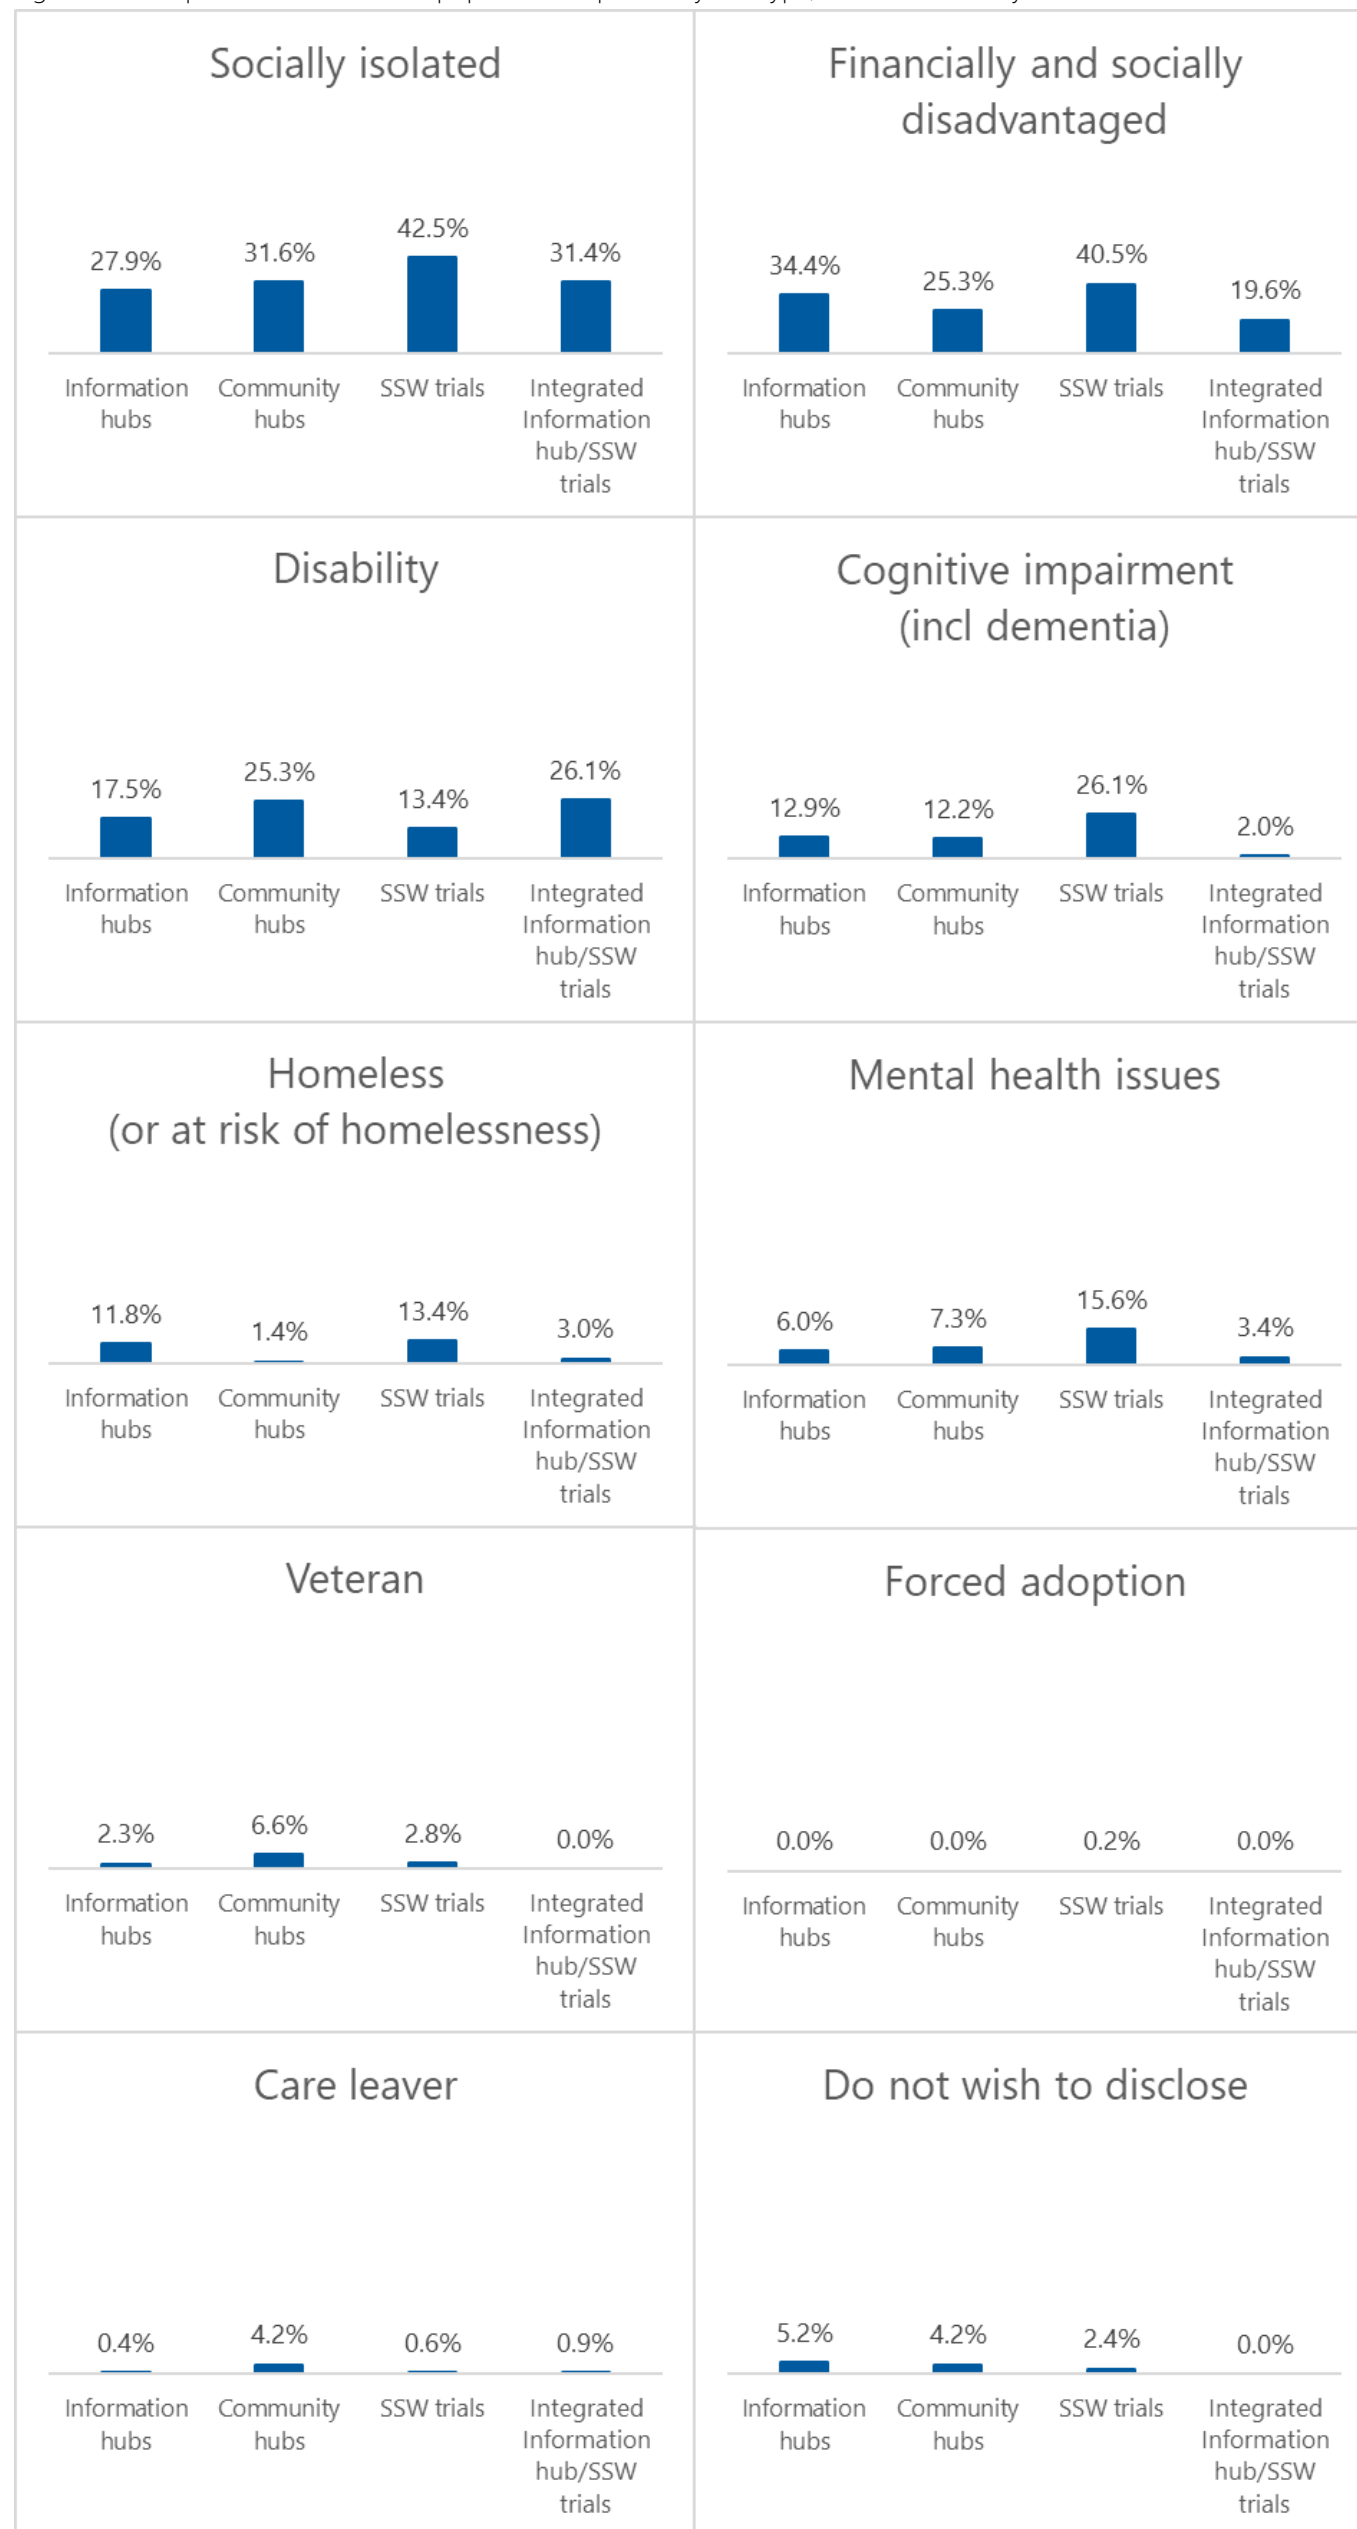 Socially isolated
27.9% 31.6% 42.5% 31.4%
Information Community SSW trials Integrated
hubs hubs Information
hub/SSW
trials
Financially and socially
disadvantaged
34.4% 25.3% 40.5% 19.6%
Information Community SSW trials Integrated
hubs hubs Information
hub/SSW
trials
Disability
17.5% 25.3% 13.4% 26.1%
Information Community SSW trials Integrated
hubs hubs Information
hub/SSW
trials
Cognitive impairment
(incl dementia)
12.9% 12.2% 26.1% 2.0%
Information Community SSW trials Integrated
hubs hubs Information
hub/SSW
trials
Homeless
(or at risk of homelessness)
11.8% 1.4% 13.4% 3.0%
Information Community SSW trials Integrated
hubs hubs Information
hub/SSW
trials
Mental health issues
6.0% 7.3% 15.6% 3.4%
Information Community SSW trials Integrated
hubs hubs Information
hub/SSW
trials
Veteran
2.3% 6.6% 2.8% 0.0%
Information Community SSW trials Integrated
hubs hubs Information
hub/SSW
trials
Forced adoption
0.0% 0.0% 0.2% 0.0%
Information Community SSW trials Integrated
hubs hubs Information
hub/SSW
trials
Care leaver
0.4% 4.2% 0.6% 0.9%
Information Community SSW trials Integrated
hubs hubs Information
hub/SSW
trials
Do not wish to disclose
5.2% 4.2% 2.4% 0.0%
Information Community SSW trials Integrated
hubs hubs Information
hub/SSW
trials